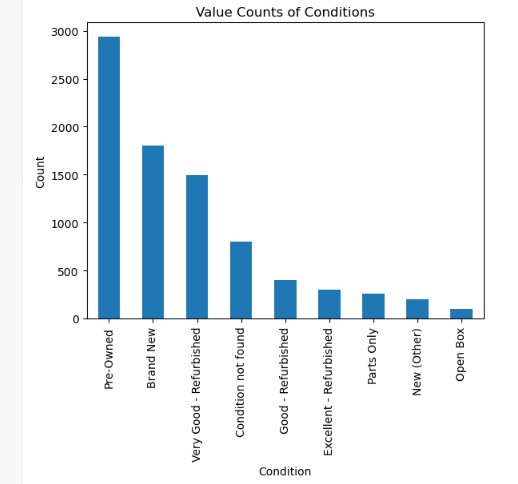 Value Counts of Conditions
3000
2500
2000
1500
1000
500
0
Count
Pre-Owned
Brand New
Very Good - Refurbished
Condition not found
Good - Refurbished
Excellent - Refurbished
Parts Only
New (Other)
Open Box
Condition